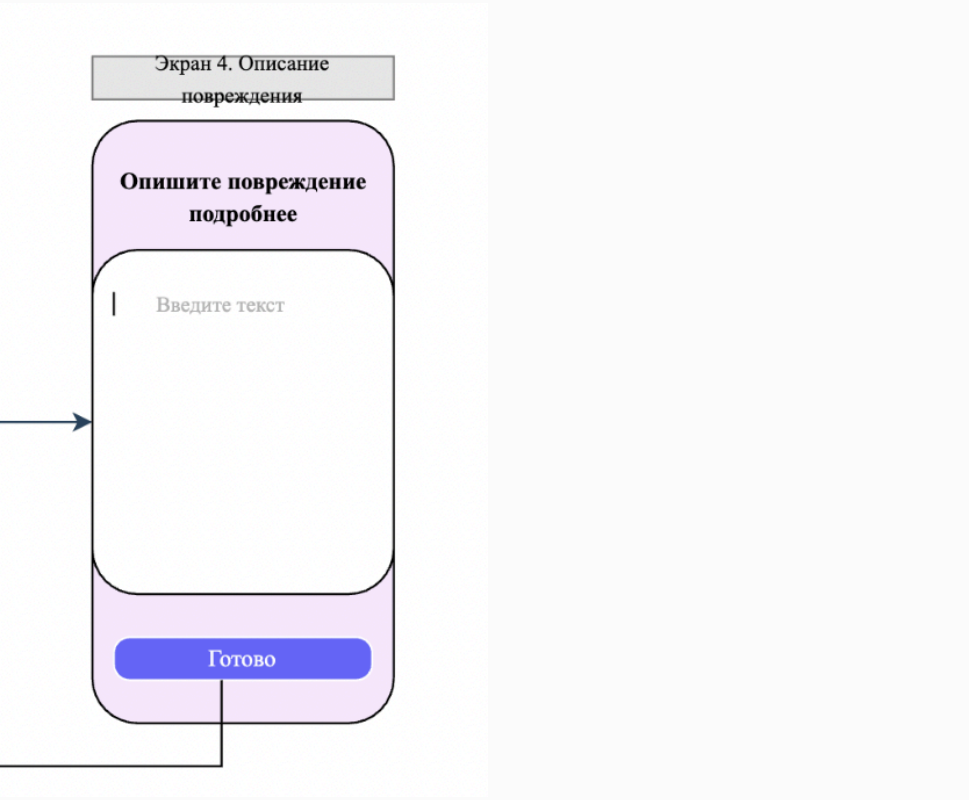 Экран 4. Описание
повреждения
Опишите повреждение
подробнее
Введите текст
Готово